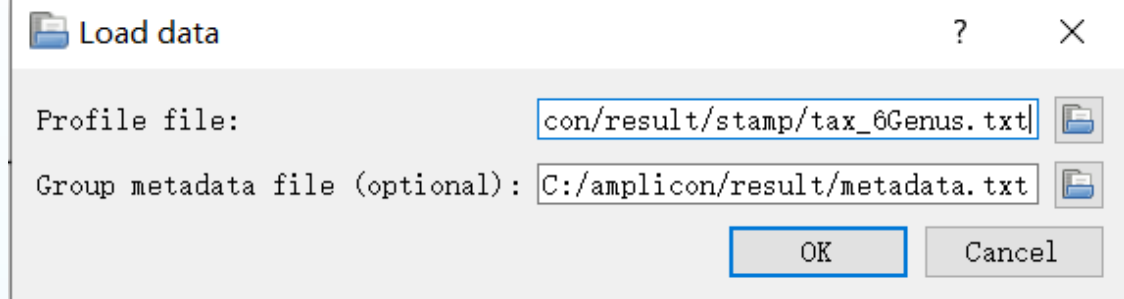 Load data ?
Profile file: con/result/stamp/tax_6Genus.txt
Group metadata file (optional): C:/amplicon/result/metadata.txt
OK Cancel